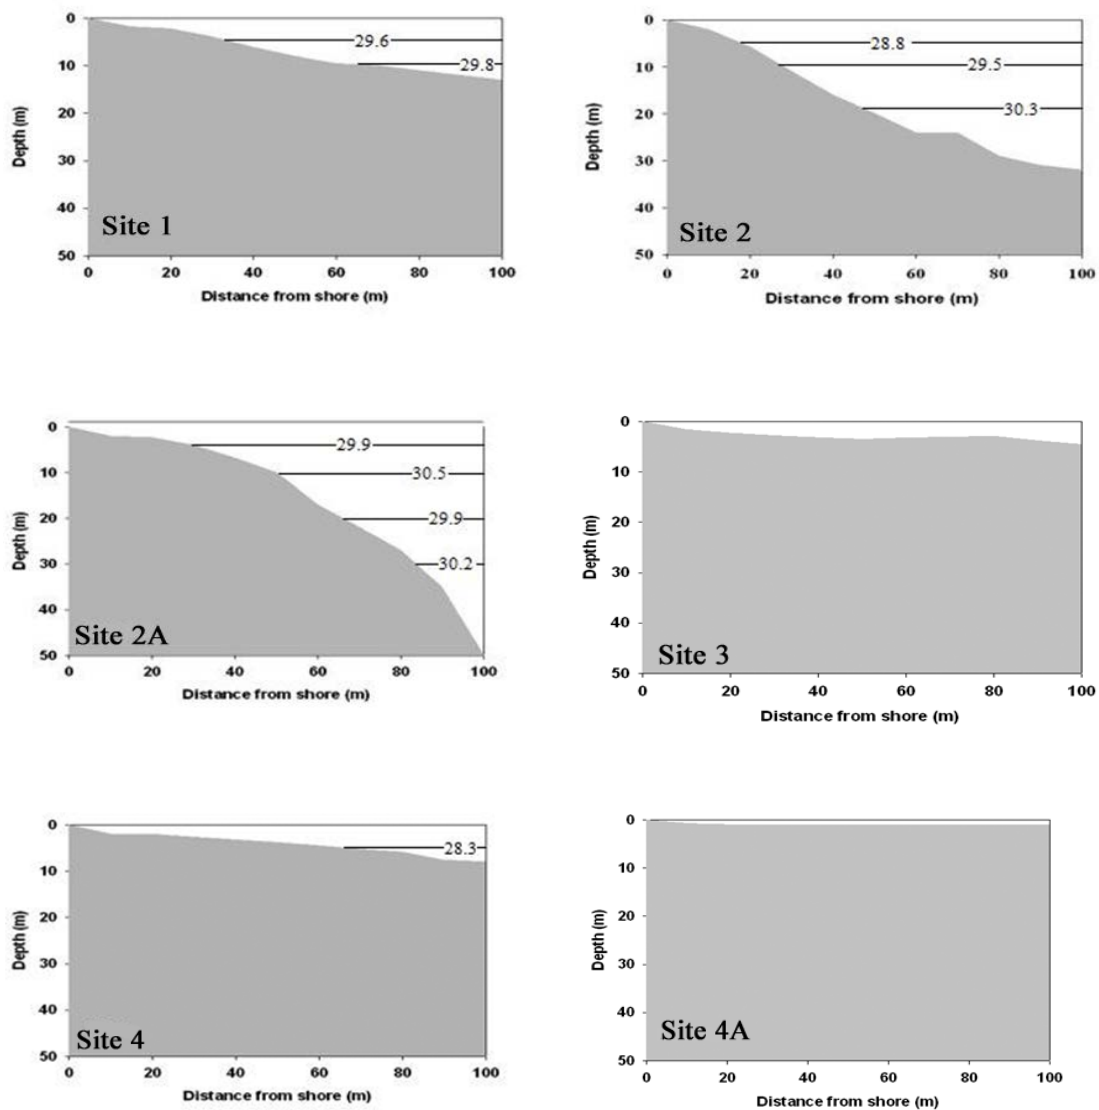 0
10
20
30
40
50
Depth (m)
29.6
29.8
Site 1
0 20 40 60 80 100
Distance from shore (m)
0
10
20
30
40
50
Depth (m)
28.8
29.5
30.3
Site 2
0 20 40 60 80 100
Distance from shore (m)
0
10
20
30
40
50
Depth (m)
29.9
30.5
29.9
30.2
Site 2A
0 20 40 60 80 100
Distance from shore (m)
0
10
20
30
40
50
Depth (m)
Site 3
0 20 40 60 80 100
Distance from shore (m)
0
10
20
30
40
50
Depth (m)
28.3
Site 4
0 20 40 60 80 100
Distance from shore (m)
0
10
20
30
40
50
Depth (m)
Site 4A
0 20 40 60 80 100
Distance from shore (m)